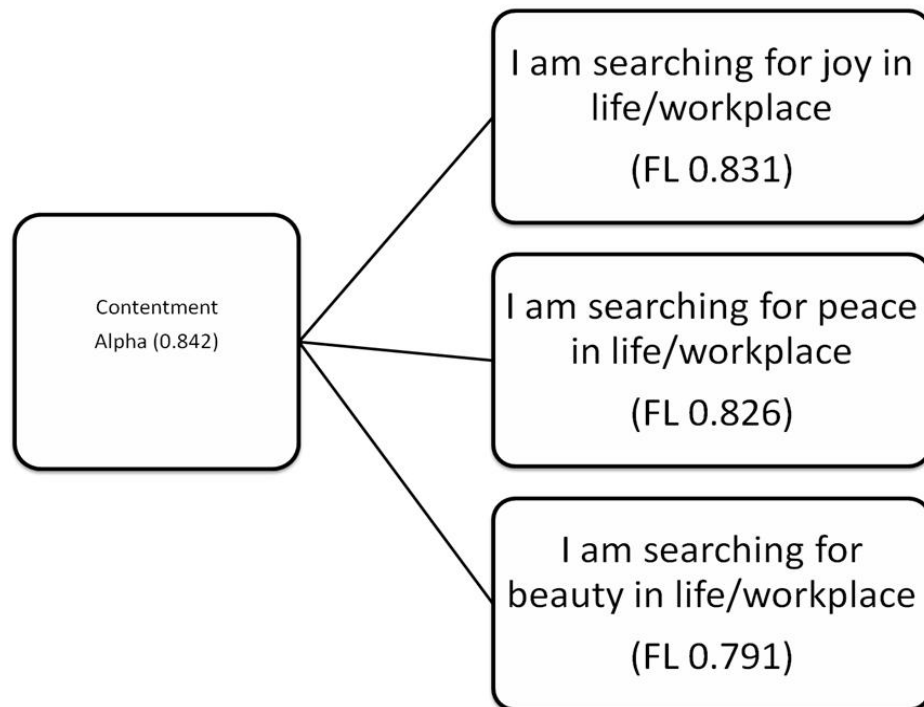 Contentment
Alpha (0.842)
I am searching for joy in
life/workplace
(FL 0.831)
I am searching for peace
in life/workplace
(FL 0.826)
I am searching for
beauty in life/workplace
(FL 0.791)